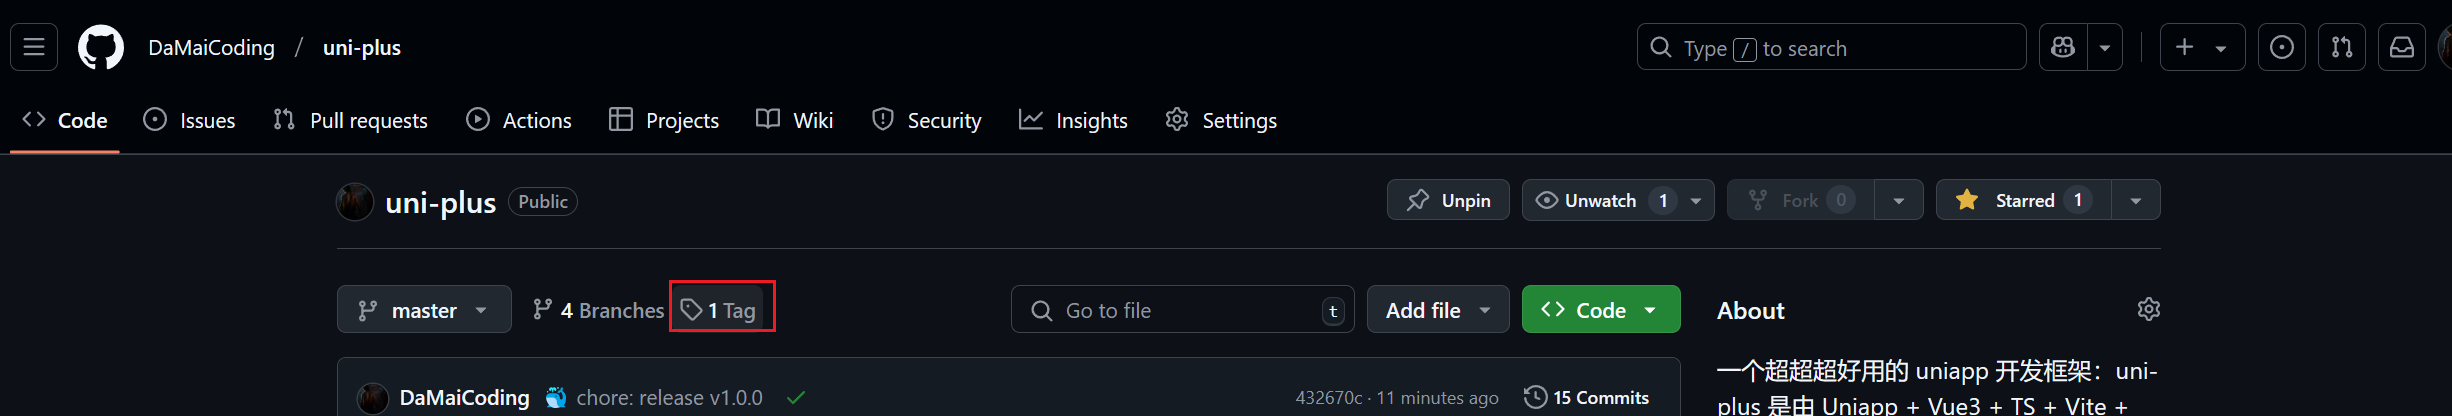 DaMaiCoding / uni-plus
Type / to search
Code Issues Pull requests Actions Projects Wiki Security Insights Settings
uni-plus Public
Unpin Unwatch 1 Fork 0 Starred 1
master 4 Branches 1 Tag Go to file t Add file Code About
DaMaiCoding chore: release v1.0.0 432670c · 11 minutes ago 15 Commits
一个超超超好用的 uniapp 开发框架：uni-
plus 是由 Uniapp + Vue3 + TS + Vite +